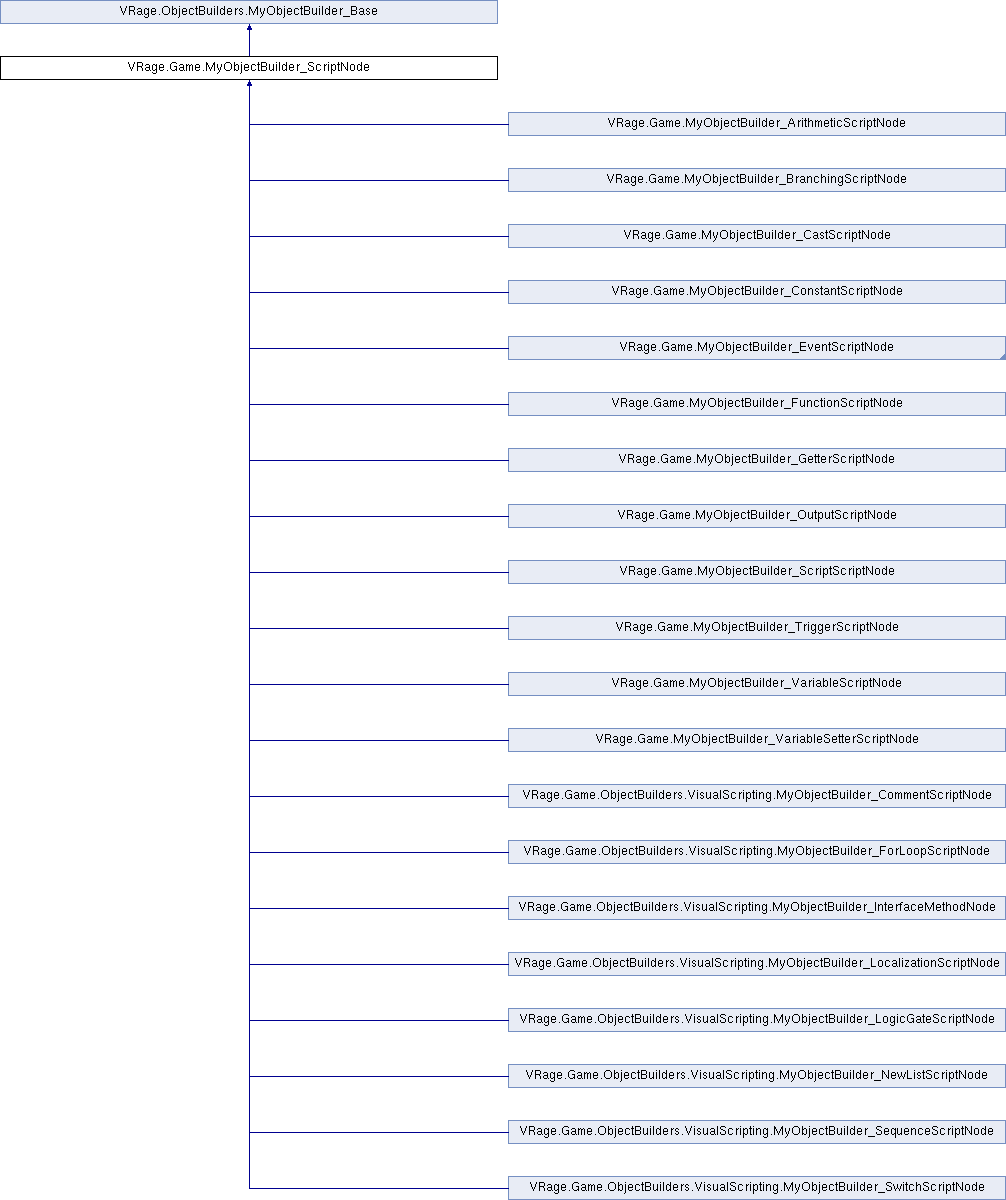 VRage.ObjectBuilders.MyObjectBuilder_Base
VRage.Game.MyObjectBuilder_ScriptNode
VRage.Game.MyObjectBuilder_ArithmeticScriptNode
VRage.Game.MyObjectBuilder_BranchingScriptNode
VRage.Game.MyObjectBuilder_CastScriptNode
VRage.Game.MyObjectBuilder_ConstantScriptNode
VRage.Game.MyObjectBuilder_EventScriptNode
VRage.Game.MyObjectBuilder_FunctionScriptNode
VRage.Game.MyObjectBuilder_GetterScriptNode
VRage.Game.MyObjectBuilder_OutputScriptNode
VRage.Game.MyObjectBuilder_ScriptScriptNode
VRage.Game.MyObjectBuilder_TriggerScriptNode
VRage.Game.MyObjectBuilder_VariableScriptNode
VRage.Game.MyObjectBuilder_VariableSetterScriptNode
VRage.Game.ObjectBuilders.VisualScripting.MyObjectBuilder_CommentScriptNode
VRage.Game.ObjectBuilders.VisualScripting.MyObjectBuilder_ForLoopScriptNode
VRage.Game.ObjectBuilders.VisualScripting.MyObjectBuilder_InterfaceMethodNode
VRage.Game.ObjectBuilders.VisualScripting.MyObjectBuilder_LocalizationScriptNode
VRage.Game.ObjectBuilders.VisualScripting.MyObjectBuilder_LogicGateScriptNode
VRage.Game.ObjectBuilders.VisualScripting.MyObjectBuilder_NewListScriptNode
VRage.Game.ObjectBuilders.VisualScripting.MyObjectBuilder_SequenceScriptNode
VRage.Game.ObjectBuilders.VisualScripting.MyObjectBuilder_SwitchScriptNode